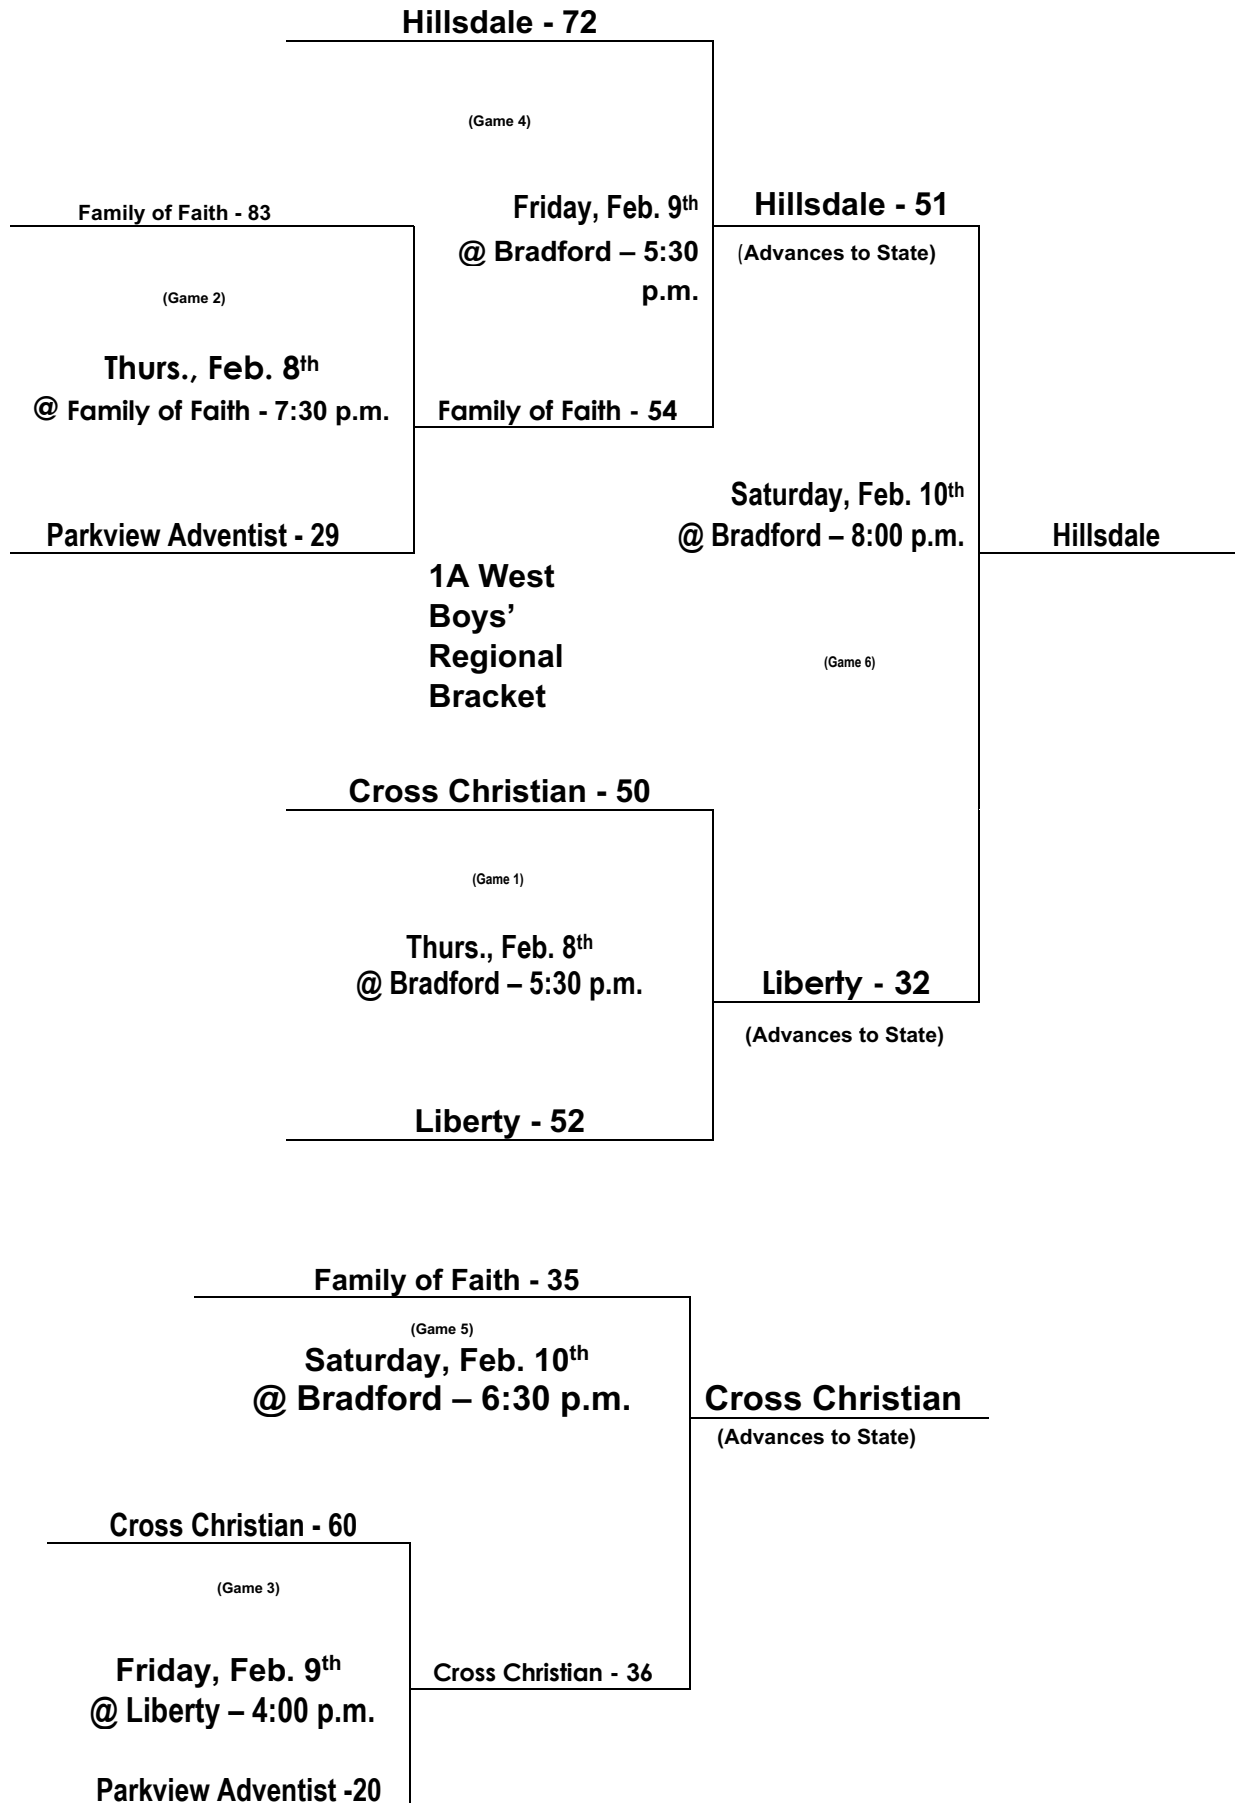 Hillsdale - 72
(Game 4)
Friday, Feb. 9th
@ Bradford – 5:30
p.m.
Hillsdale - 51
(Advances to State)
Family of Faith - 83
(Game 2)
Thurs., Feb. 8th
@ Family of Faith - 7:30 p.m.
Family of Faith - 54
Parkview Adventist - 29
Saturday, Feb. 10th
@ Bradford – 8:00 p.m.
Hillsdale
1A West
Boys’
Regional
Bracket
(Game 6)
Cross Christian - 50
(Game 1)
Thurs., Feb. 8th
@ Bradford – 5:30 p.m.
Liberty - 32
(Advances to State)
Liberty - 52
Family of Faith - 35
(Game 5)
Saturday, Feb. 10th
@ Bradford – 6:30 p.m.
Cross Christian
(Advances to State)
Cross Christian - 60
(Game 3)
Friday, Feb. 9th
@ Liberty – 4:00 p.m.
Cross Christian - 36
Parkview Adventist -20